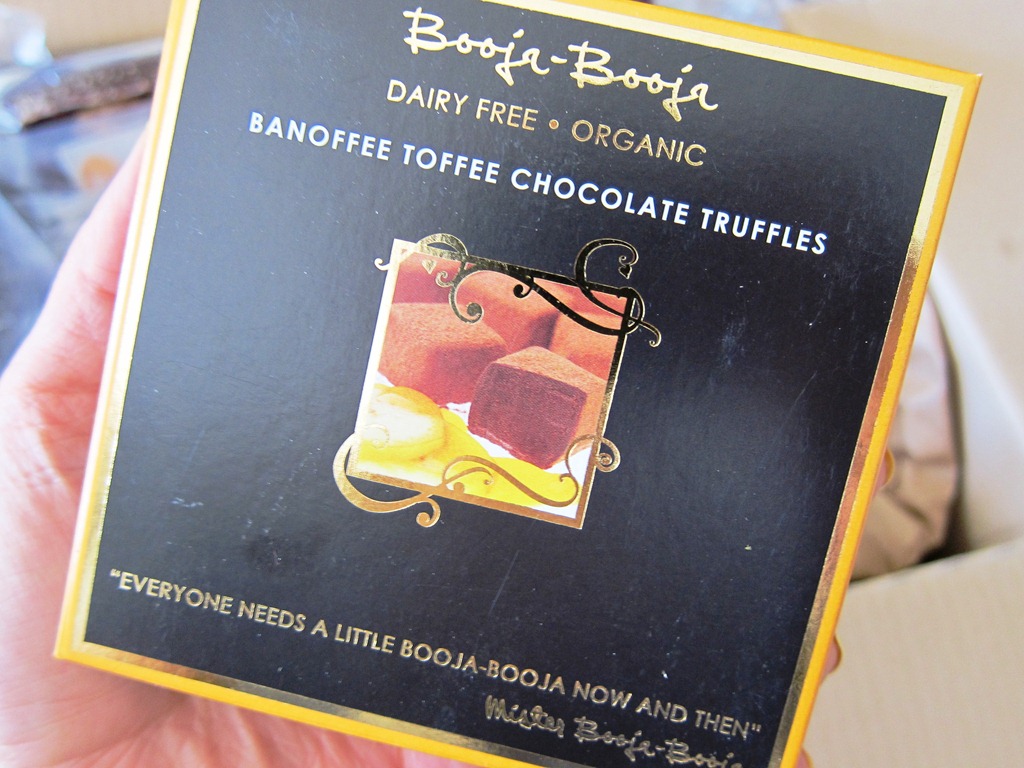 Booja-Booja
DAIRY FREE • ORGANIC
BANOFFEE TOFFEE CHOCOLATE TRUFFLES
“EVERYONE NEEDS A LITTLE BOOJA-BOOJA NOW AND THEN"
Mister Booja-Booja